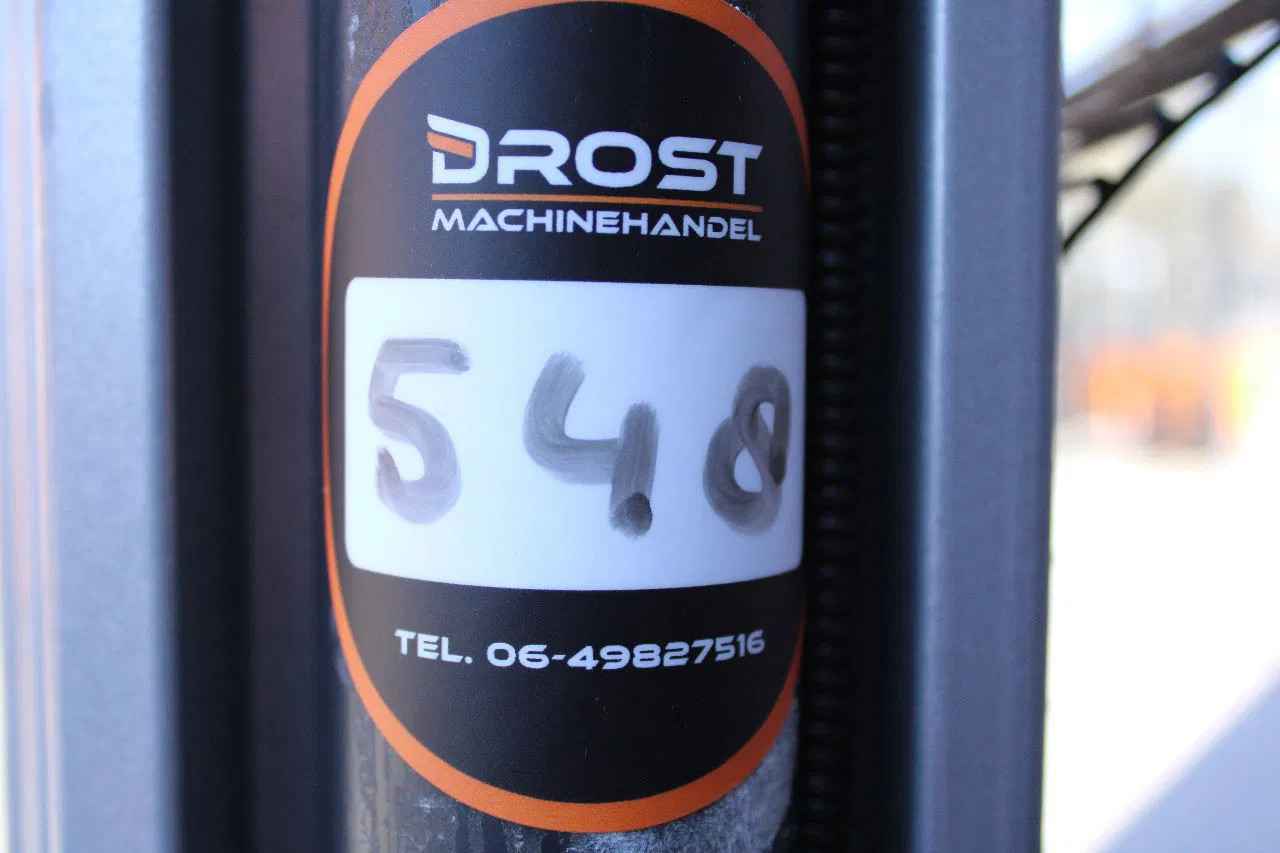 DROST
MACHINEHANDEL
548
TEL. 06-49827516